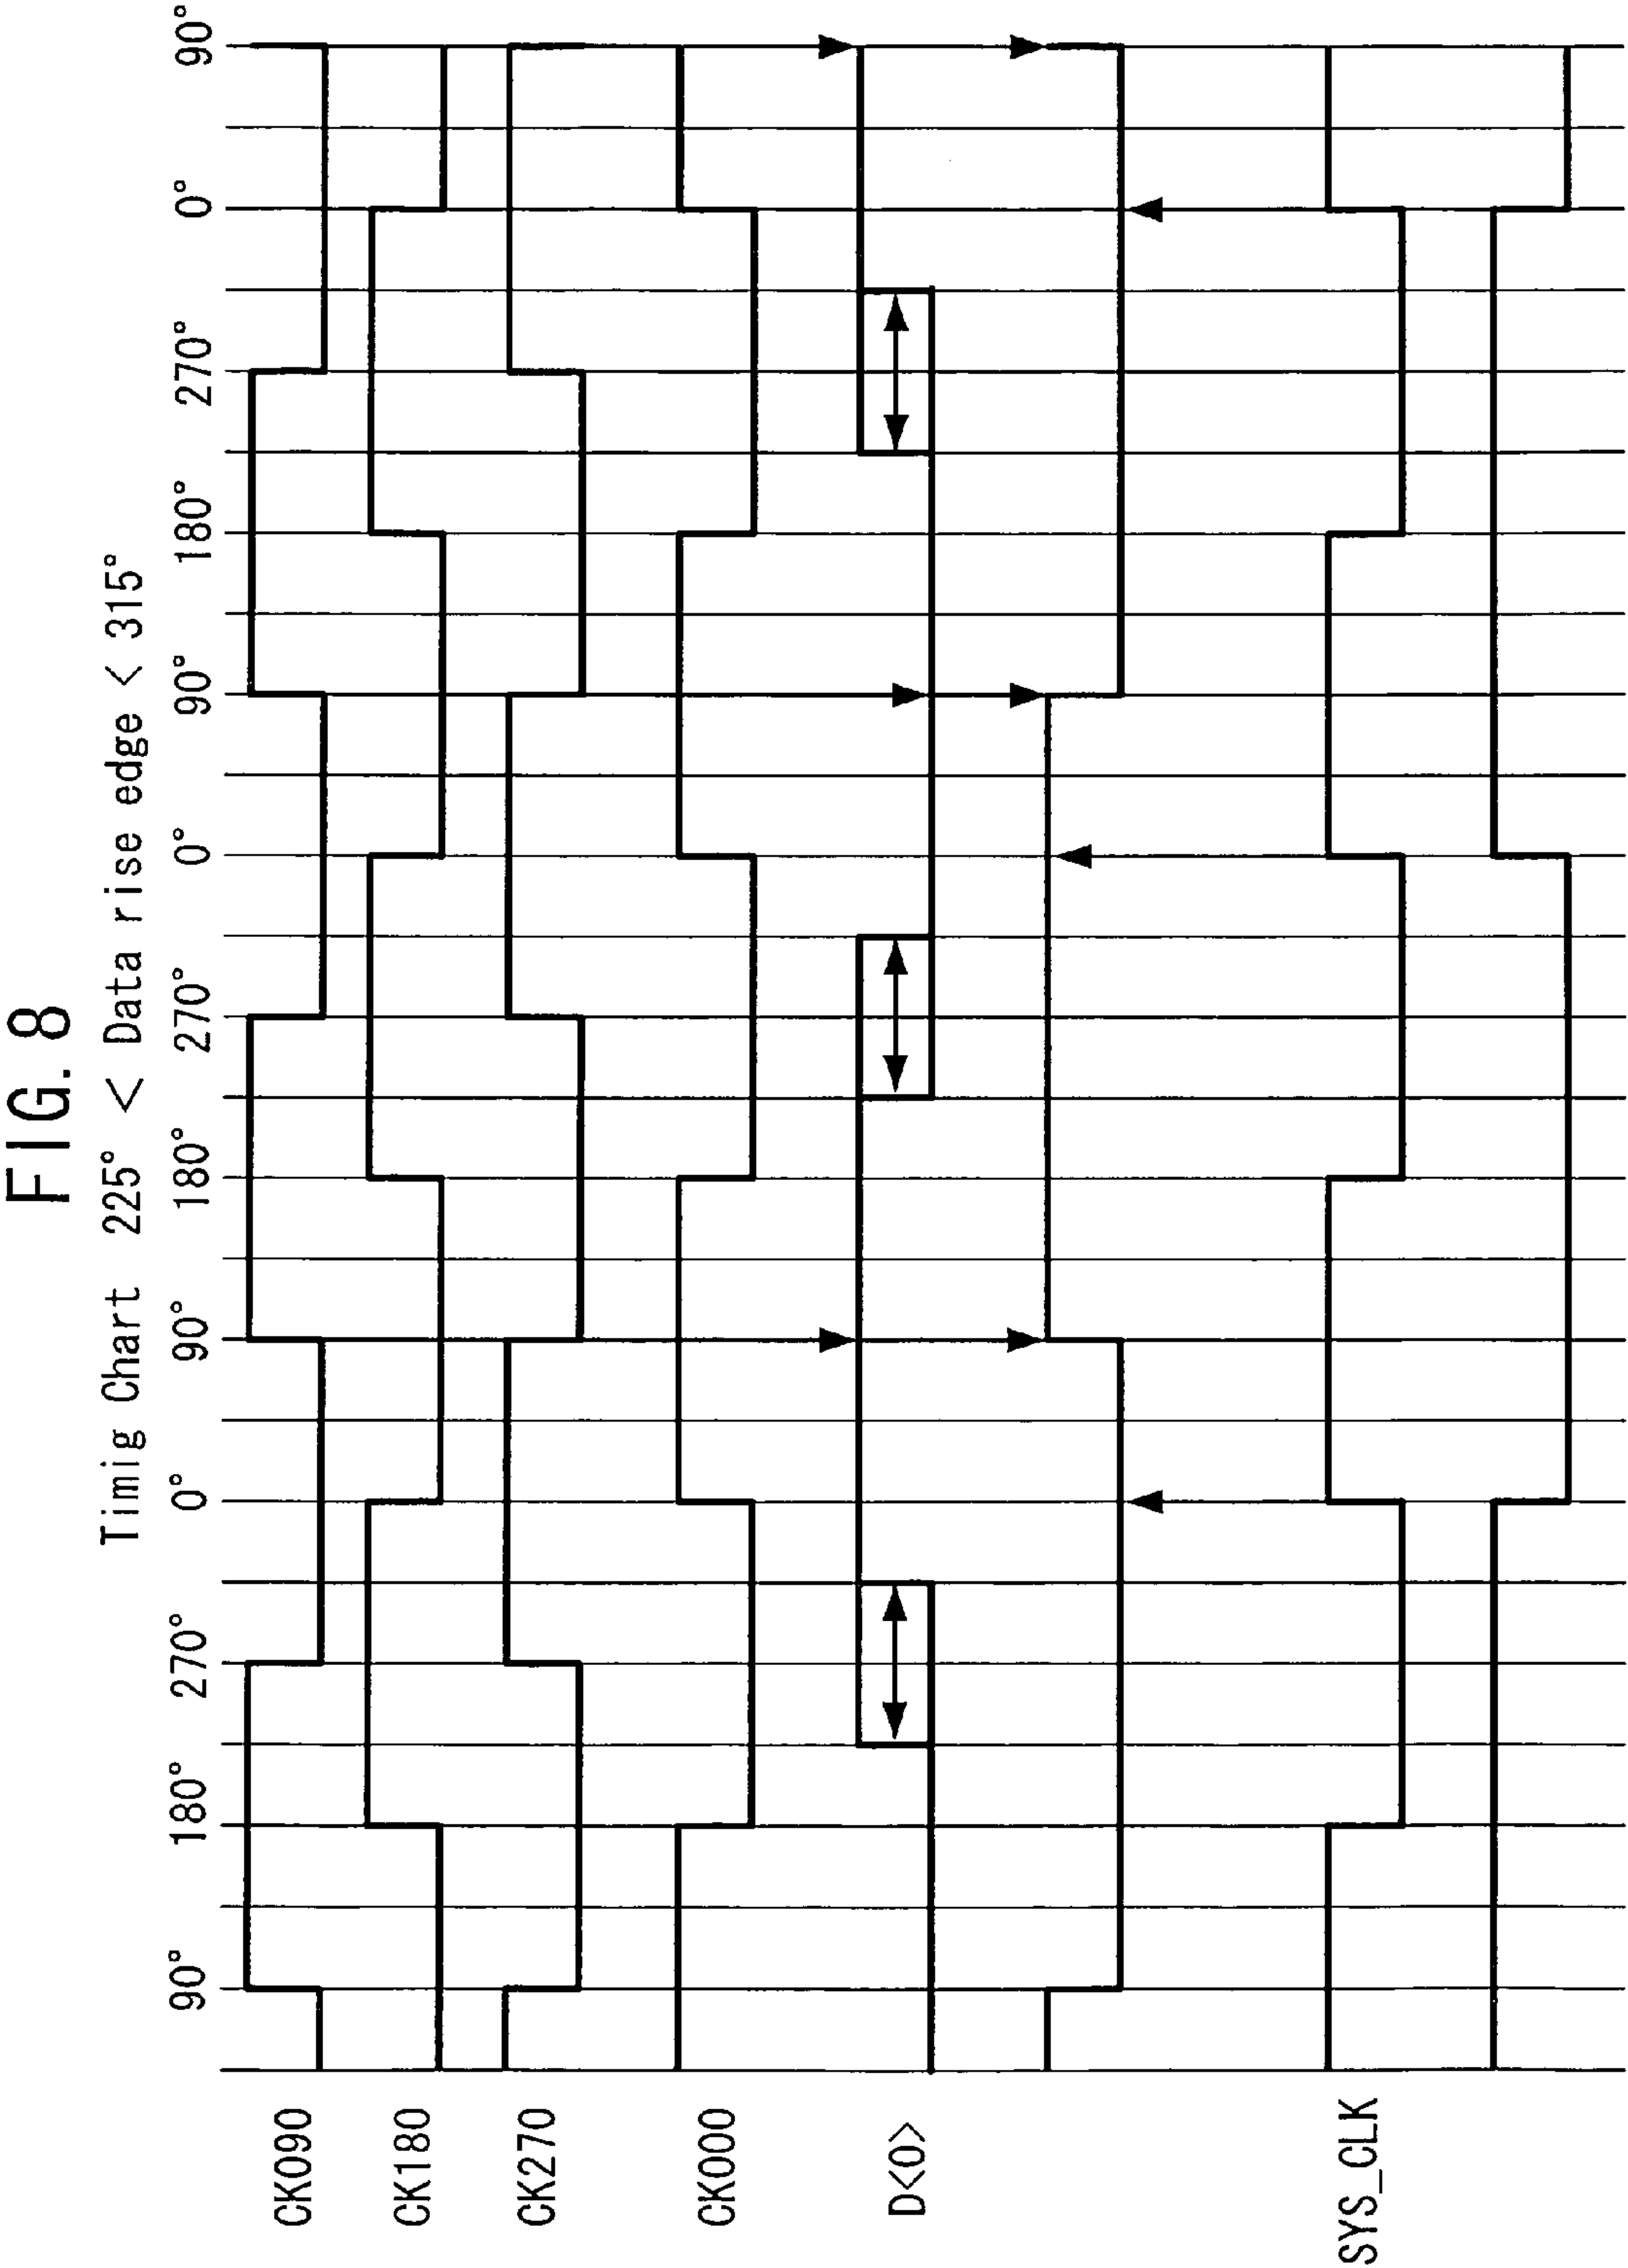 FIG. 8
Timig Chart 225° < Data rise edge < 315°
90° 180° 270° 0° 90° 180° 270° 0° 90° 180° 270° 0° 90°
CK090
CK180
CK270
CK000
D<0>
SYS_CLK